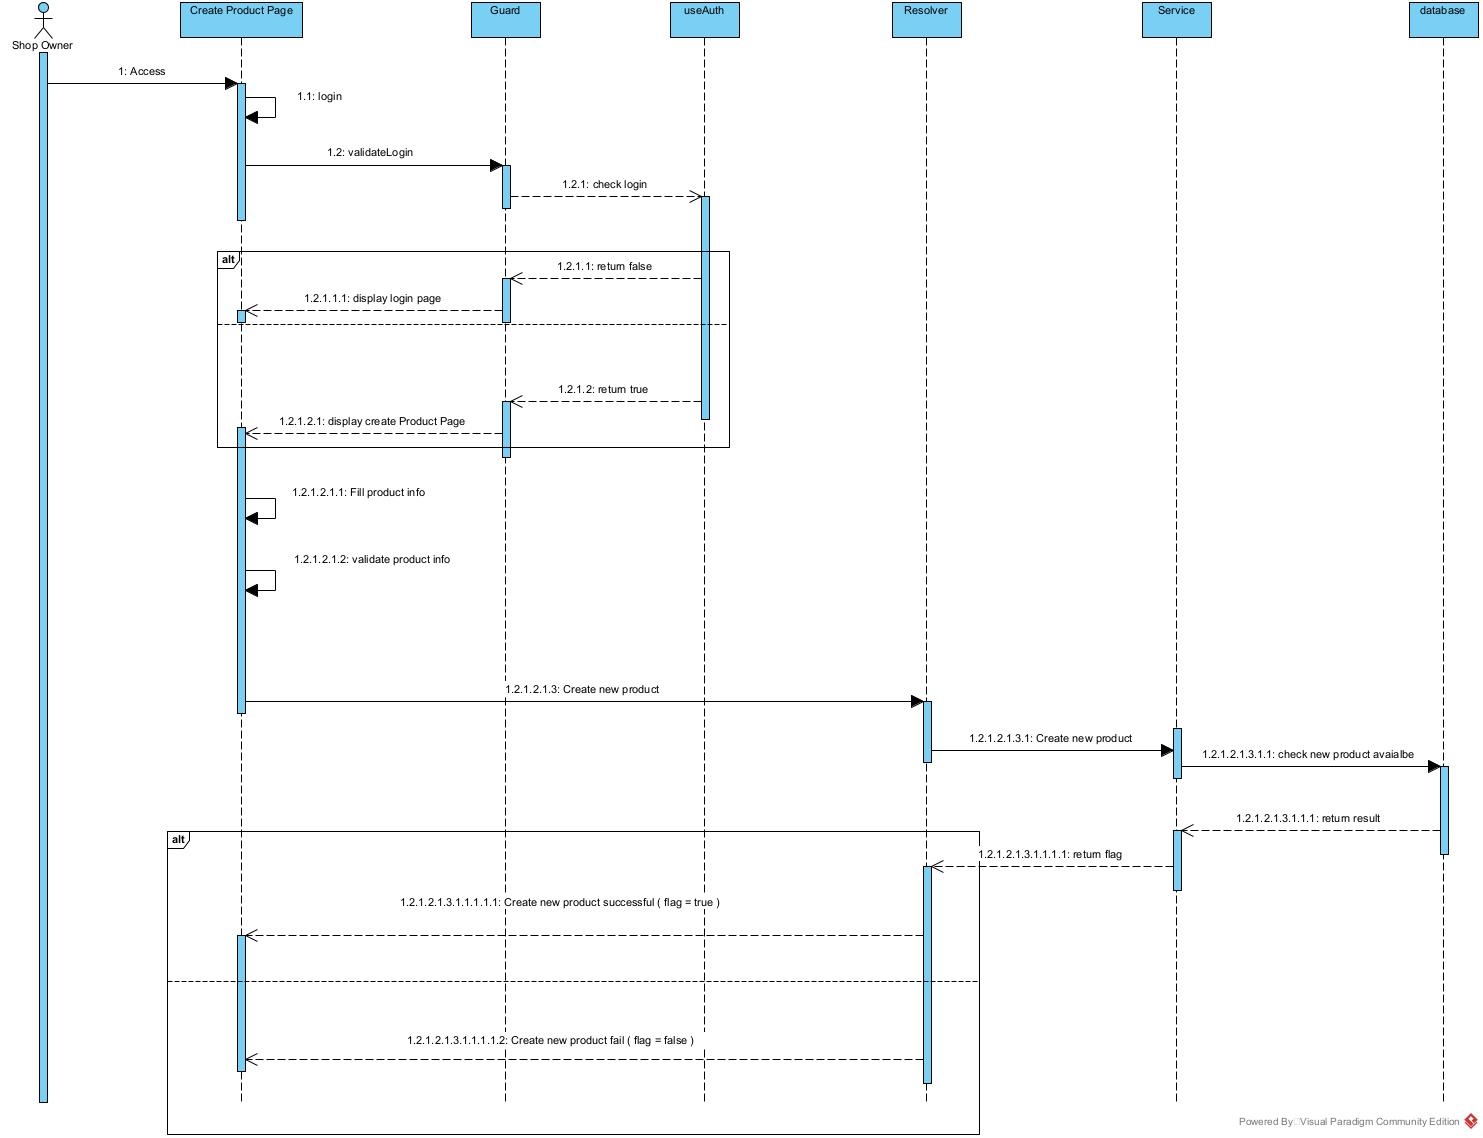 Create Product Page
Guard
useAuth
Resolver
Service
database
Shop Owner
1: Access
1.1: login
1.2: validateLogin
1.2.1: check login
alt
1.2.1.1: return false
1.2.1.1.1: display login page
1.2.1.2: return true
1.2.1.2.1: display create Product Page
1.2.1.2.1.1: Fill product info
1.2.1.2.1.2: validate product info
1.2.1.2.1.3: Create new product
1.2.1.2.1.3.1: Create new product
1.2.1.2.1.3.1.1: check new product avaialbe
1.2.1.2.1.3.1.1.1: return result
alt
1.2.1.2.1.3.1.1.1.1: return flag
1.2.1.2.1.3.1.1.1.1.1: Create new product successful ( flag = true )
1.2.1.2.1.3.1.1.1.1.2: Create new product fail ( flag = false )
Powered By Visual Paradigm Community Edition